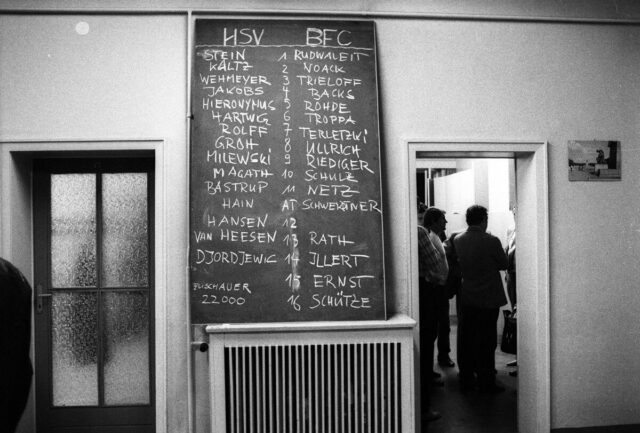 HSV BFC
STEIN 1 RUDWALEIT
KALTZ 2 NOACK
WEHMEYER 3 TRIELOFF
JAKOBS 4 BACKS
HIERONYMUS 5 ROHDE
HARTWIG 6 TROPPA
ROLFF 7 TERLETZKI
GROH 8 ULLRICH
MILEWSKI 9 RIEDIGER
MAGATH 10 SCHULZ
BASTRUP 11 NETZ
HAIN AT SCHWERTNER
HANSEN 12
VAN HEESEN 13 RATH
DJORDJEVIC 14 ILLERT
15 ERNST
ZUSCHAUER
22000 16 SCHÜTZE